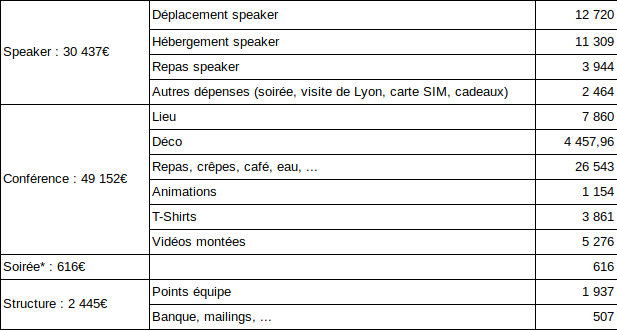 Déplacement speaker 12 720
Speaker : 30 437€
Hébergement speaker 11 309
Repas speaker 3 944
Autres dépenses (soirée, visite de Lyon, carte SIM, cadeaux) 2 464
Lieu 7 860
Déco 4 457,96
Conférence : 49 152€
Repas, crêpes, café, eau, ... 26 543
Animations 1 154
T-Shirts 3 861
Vidéos montées 5 276
Soirée* : 616€ 616
Structure : 2 445€
Points équipe 1 937
Banque, mailings, ... 507